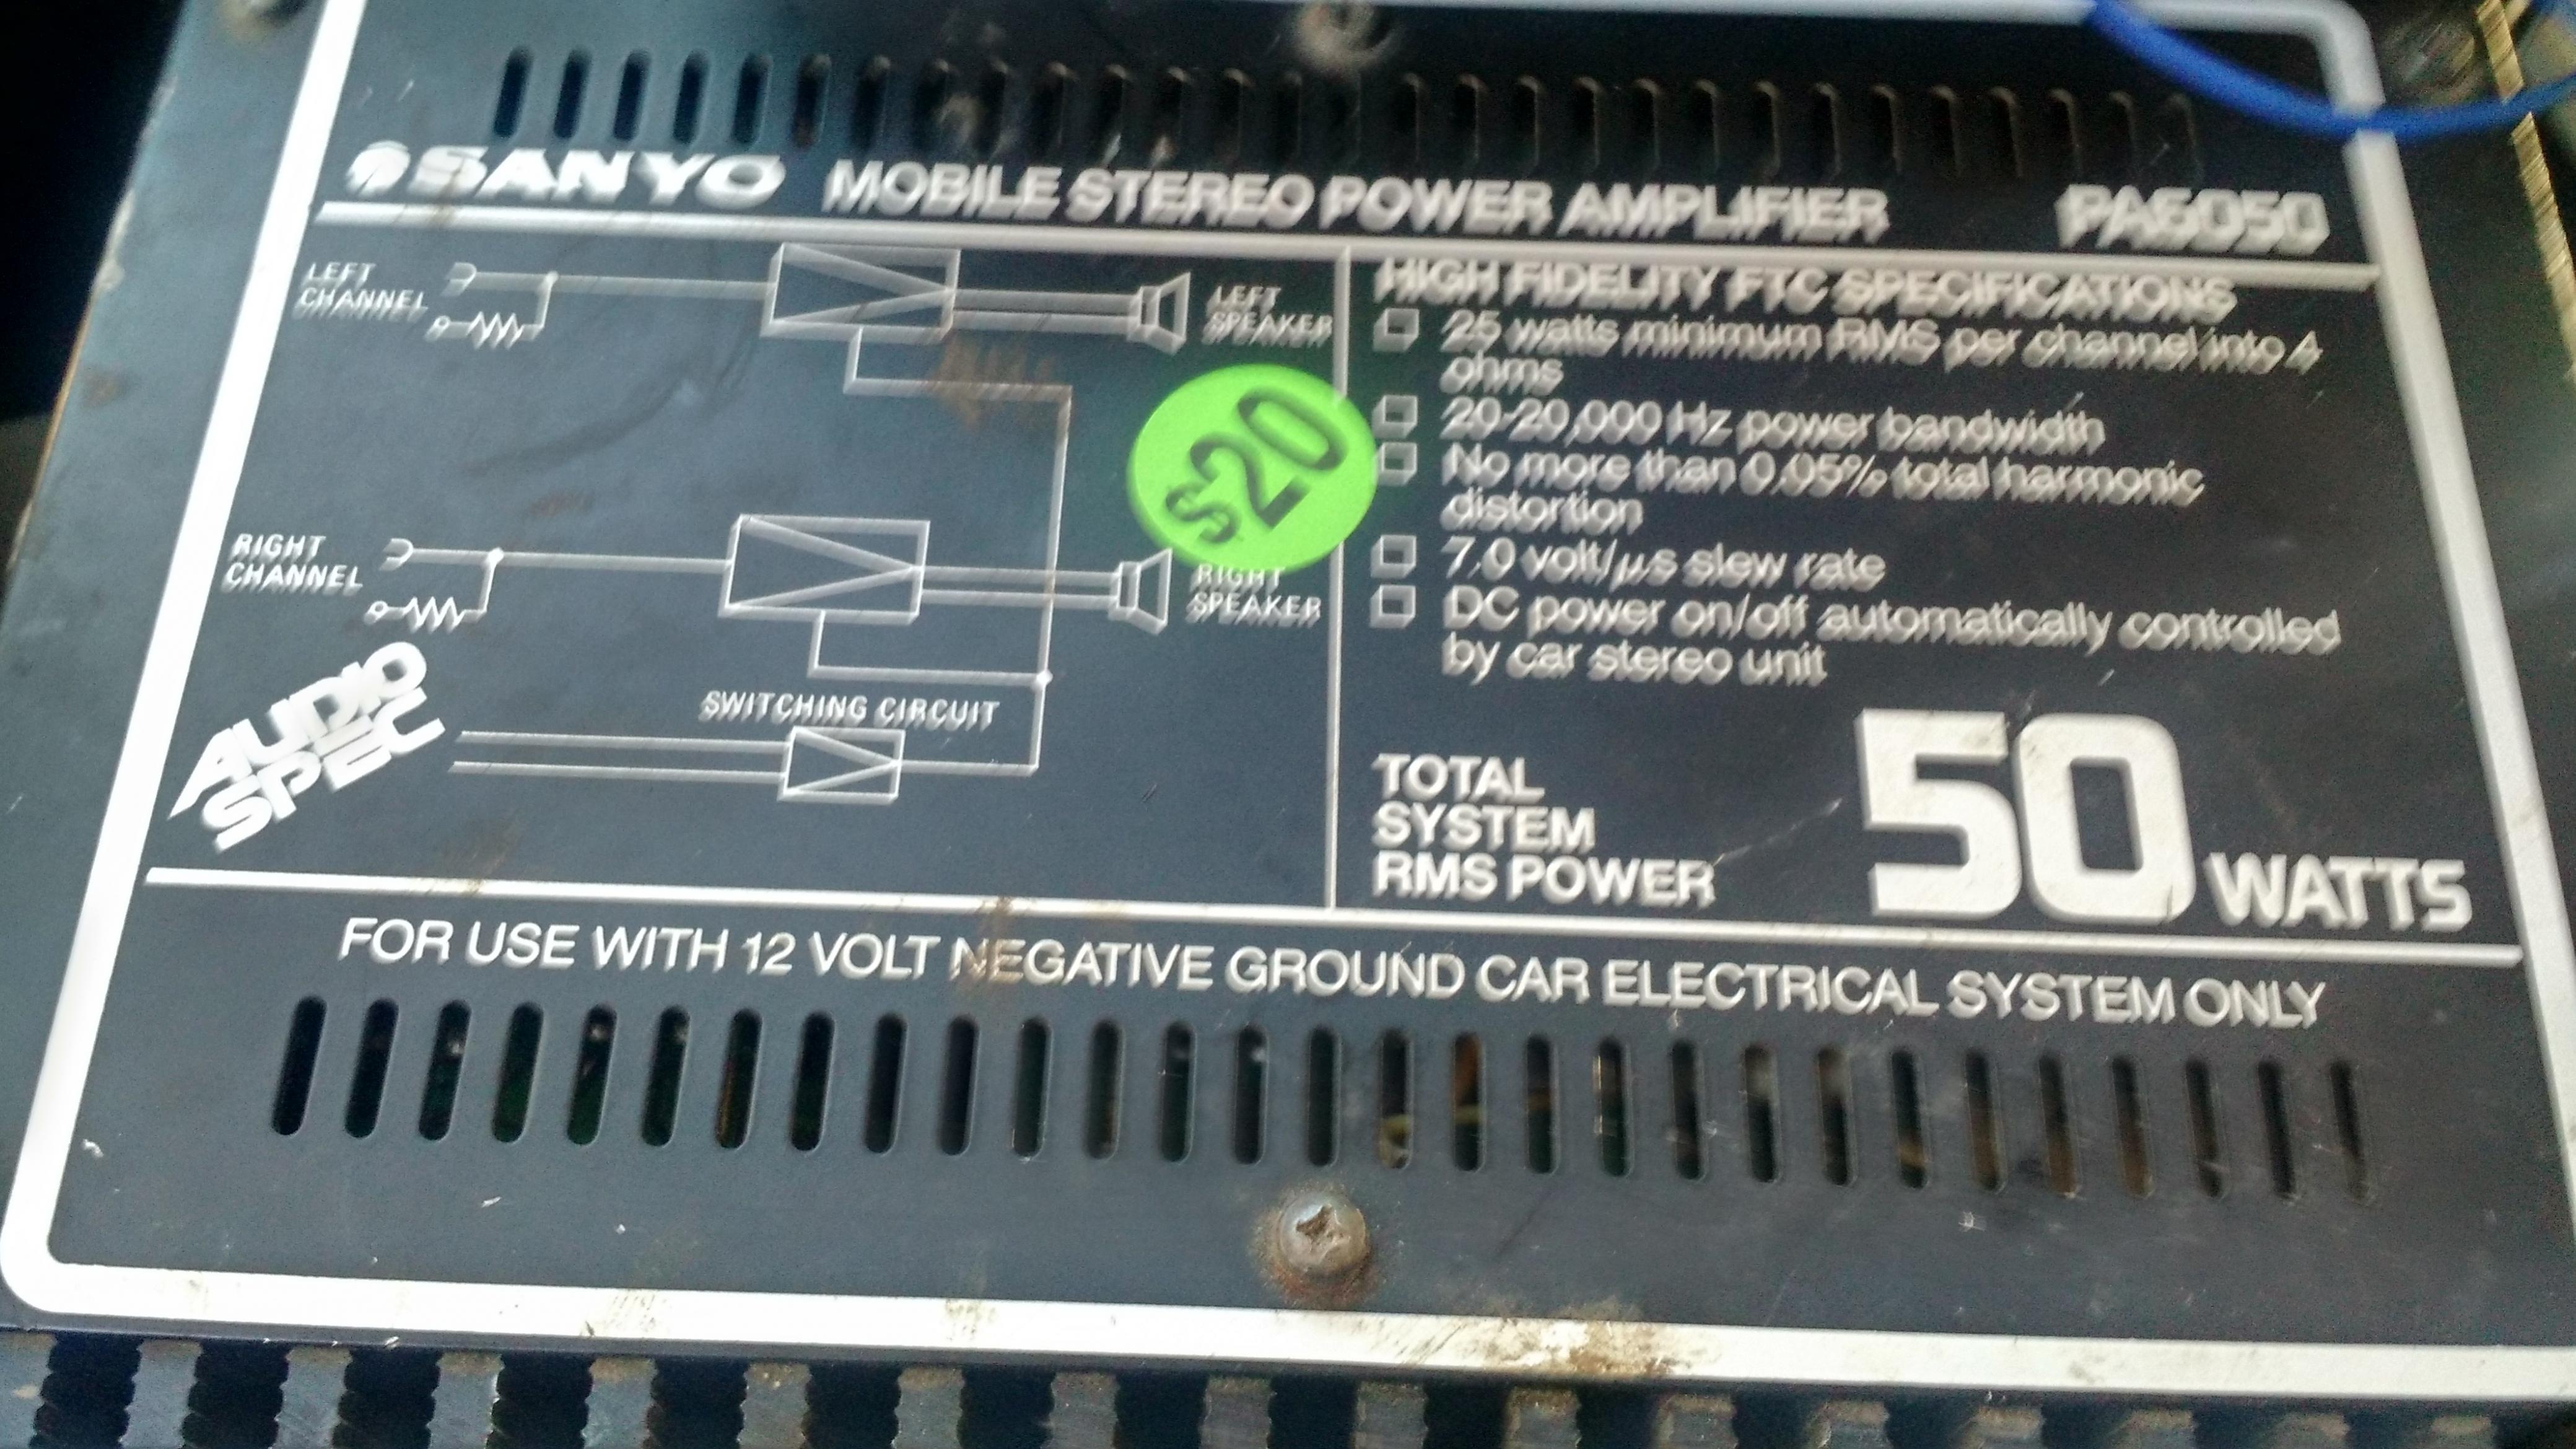 SANYO MOBILE STEREO POWER AMPLIFIER PA6050
LEFT
CHANNEL
LEFT
SPEAKER
$20
RIGHT
CHANNEL
RIGHT
SPEAKER
AUDIO
SPEC
SWITCHING CIRCUIT
HIGH FIDELITY FTC SPECIFICATIONS
25 watts minimum RMS per channel into 4
ohms
20-20,000 Hz power bandwidth
No more than 0.05% total harmonic
distortion
7.0 volt/μs slew rate
DC power on/off automatically controlled
by car stereo unit
TOTAL
SYSTEM
RMS POWER
50 WATTS
FOR USE WITH 12 VOLT NEGATIVE GROUND CAR ELECTRICAL SYSTEM ONLY